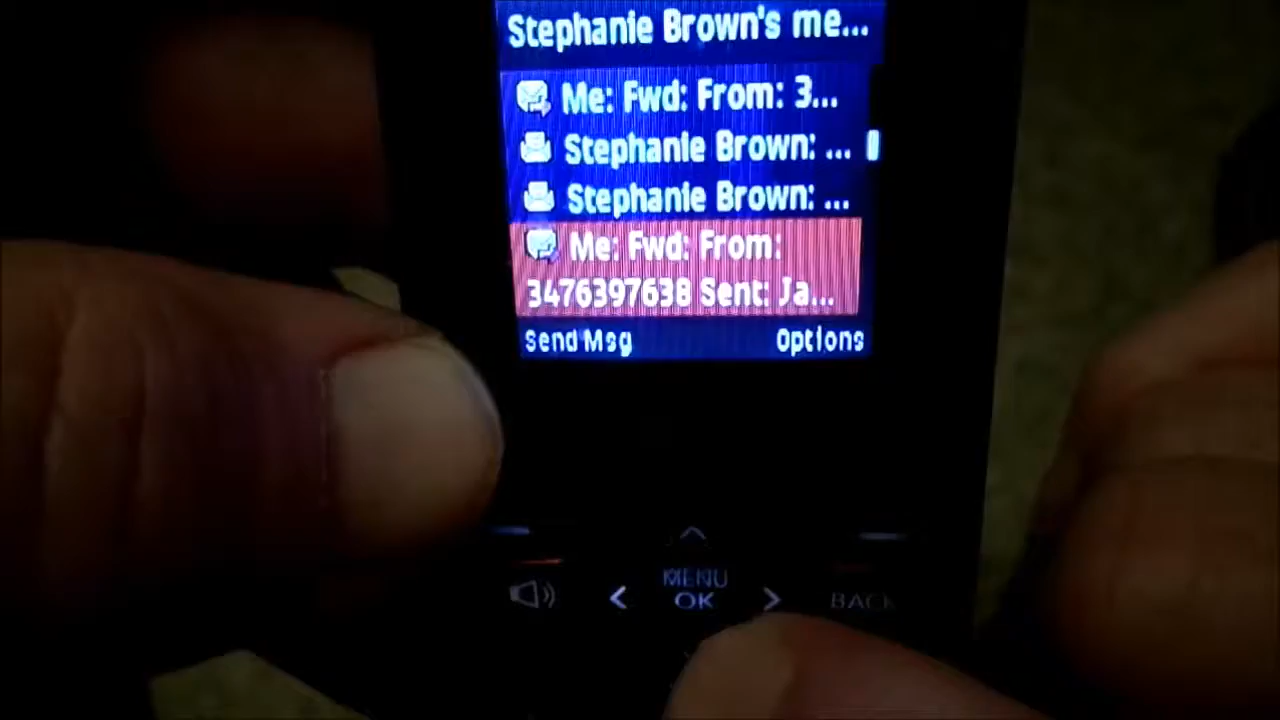 Stephanie Brown's me...
Me: Fwd: From: 3...
Stephanie Brown: ...
Stephanie Brown: ...
Me: Fwd: From:
3476397638 Sent: Ja...
Send Msg Options
MENU
OK
BACK